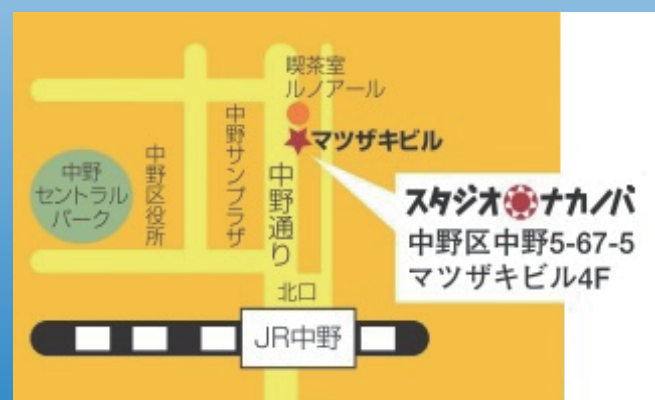 喫茶室
ルノアール
マツザキビル
中野
セントラル
パーク
中野区役所
中野サンプラザ
中野通り
スタジオナカノバ
中野区中野5-67-5
マツザキビル4F
北口
JR中野